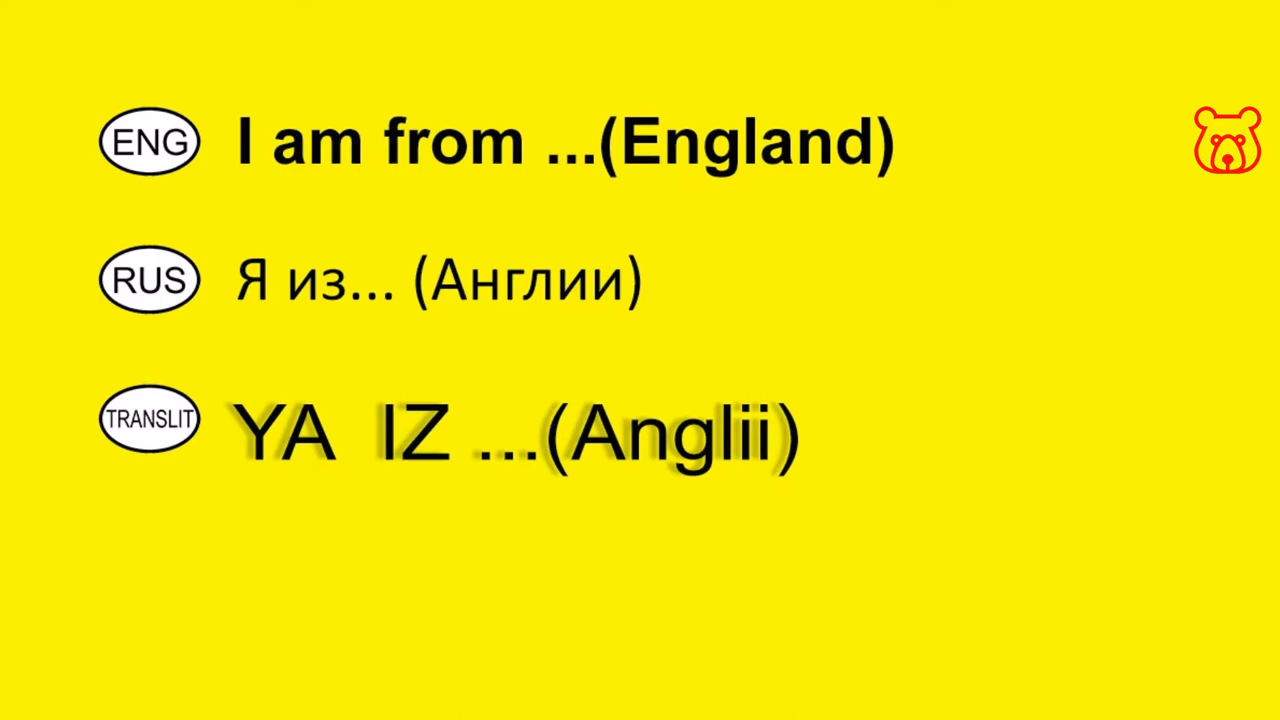 ENG I am from ...(England)
RUS Я из... (Англии)
TRANSLIT YA IZ ...(Anglii)